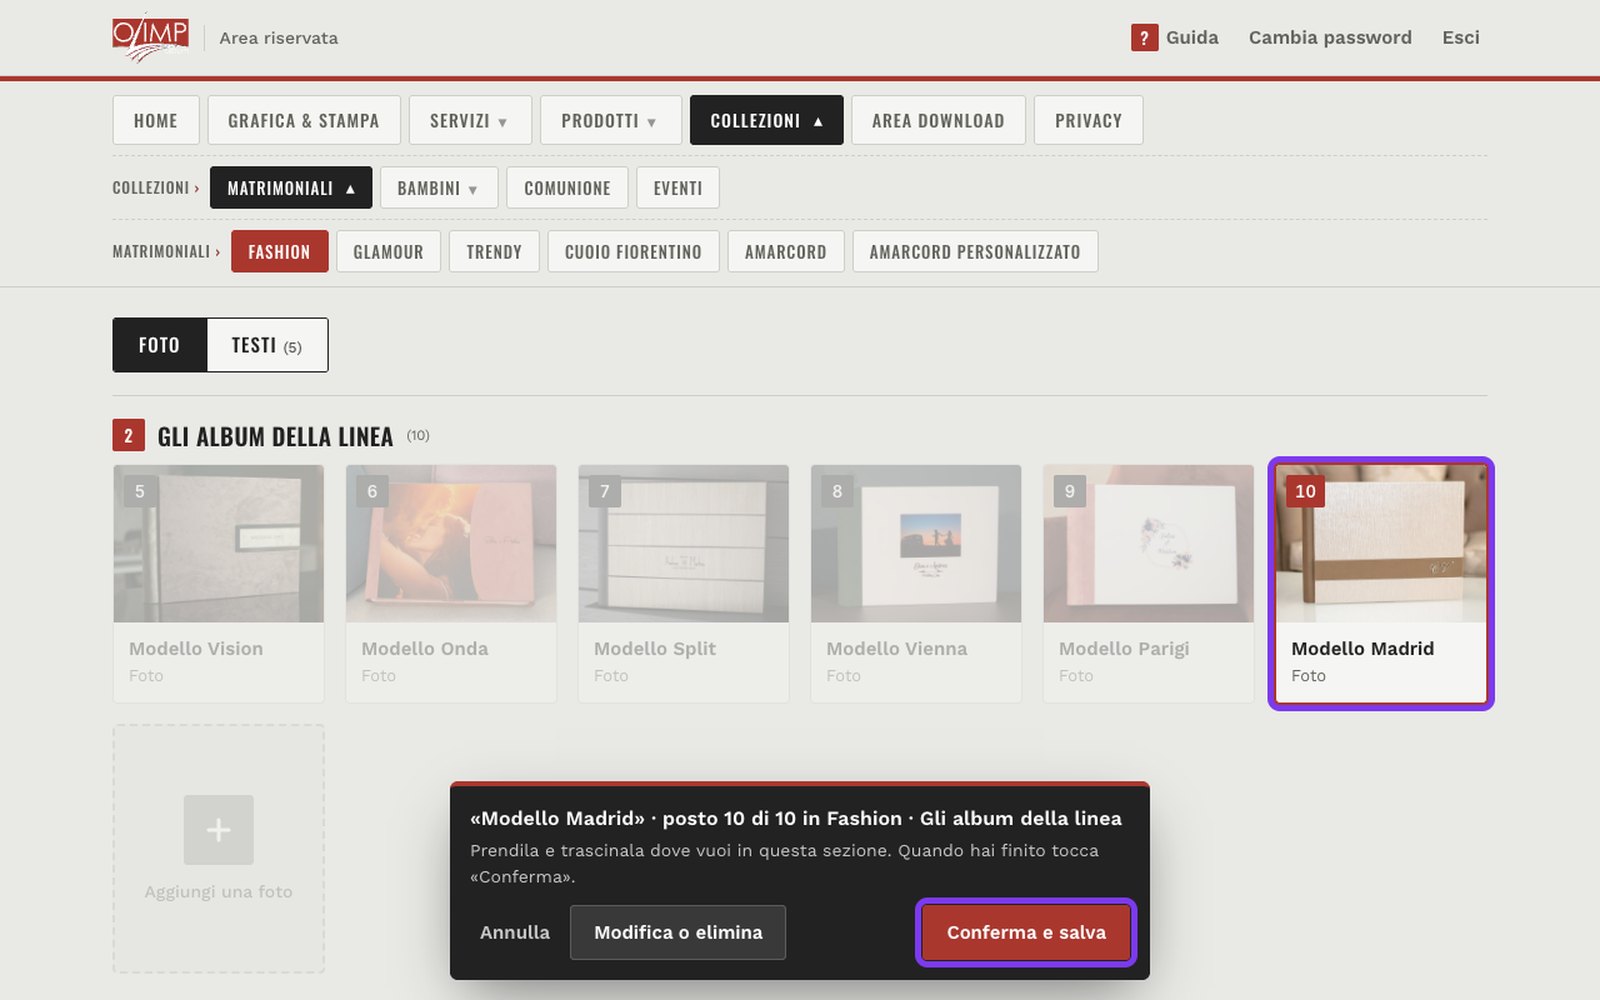 OLIMP
Area riservata
? Guida
Cambia password
Esci
HOME
GRAFICA & STAMPA
SERVIZI ▼
PRODOTTI ▼
COLLEZIONI ▲
AREA DOWNLOAD
PRIVACY
COLLEZIONI ›
MATRIMONIALI ▲
BAMBINI ▼
COMUNIONE
EVENTI
MATRIMONIALI ›
FASHION
GLAMOUR
TRENDY
CUOIO FIORENTINO
AMARCORD
AMARCORD PERSONALIZZATO
FOTO
TESTI (5)
2 GLI ALBUM DELLA LINEA (10)
5
Modello Vision
Foto
6
Modello Onda
Foto
7
Modello Split
Foto
8
Modello Vienna
Foto
9
Modello Parigi
Foto
10
Modello Madrid
Foto
+
Aggiungi una foto
«Modello Madrid» · posto 10 di 10 in Fashion · Gli album della linea
Prendila e trascinala dove vuoi in questa sezione. Quando hai finito tocca
«Conferma».
Annulla
Modifica o elimina
Conferma e salva